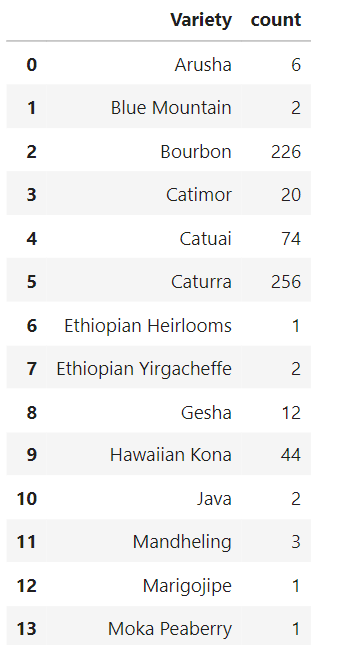 Variety count
0 Arusha 6
1 Blue Mountain 2
2 Bourbon 226
3 Catimor 20
4 Catuai 74
5 Caturra 256
6 Ethiopian Heirlooms 1
7 Ethiopian Yirgacheffe 2
8 Gesha 12
9 Hawaiian Kona 44
10 Java 2
11 Mandheling 3
12 Marigojipe 1
13 Moka Peaberry 1